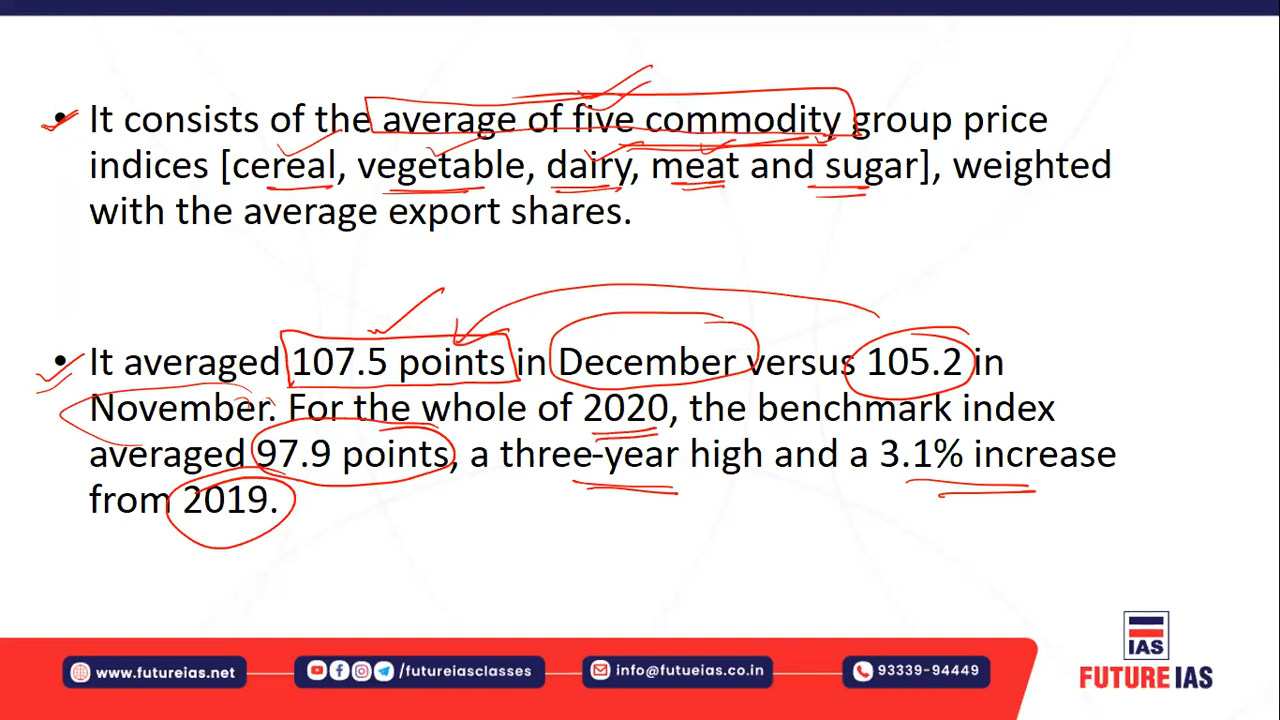 • It consists of the average of five commodity group price
indices [cereal, vegetable, dairy, meat and sugar], weighted
with the average export shares.
• It averaged 107.5 points in December versus 105.2 in
November. For the whole of 2020, the benchmark index
averaged 97.9 points, a three-year high and a 3.1% increase
from 2019.
www.futureias.net
/futureiasclasses
info@futueias.co.in
93339-94449
IAS
FUTURE IAS